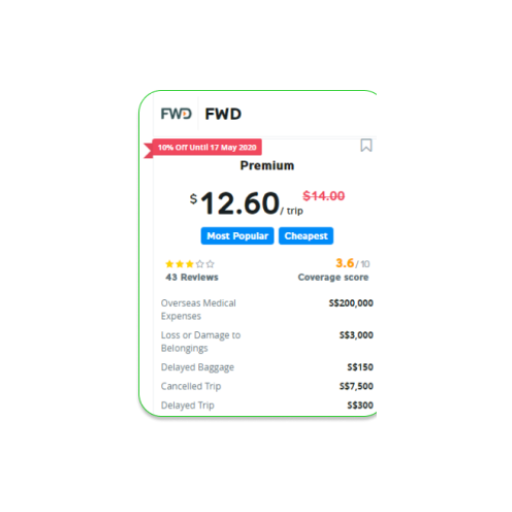 FWD FWD
10% Off Until 17 May 2020
Premium
$12.60/ trip $14.00
Most Popular Cheapest
3.6/10
43 Reviews Coverage score
Overseas Medical Expenses S$200,000
Loss or Damage to Belongings S$3,000
Delayed Baggage S$150
Cancelled Trip S$7,500
Delayed Trip S$300